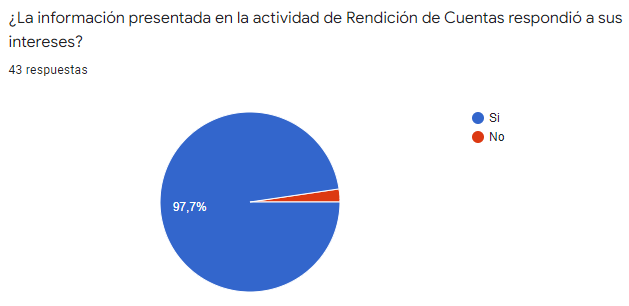 ¿La información presentada en la actividad de Rendición de Cuentas respondió a sus
intereses?
43 respuestas
Si
No
97,7%